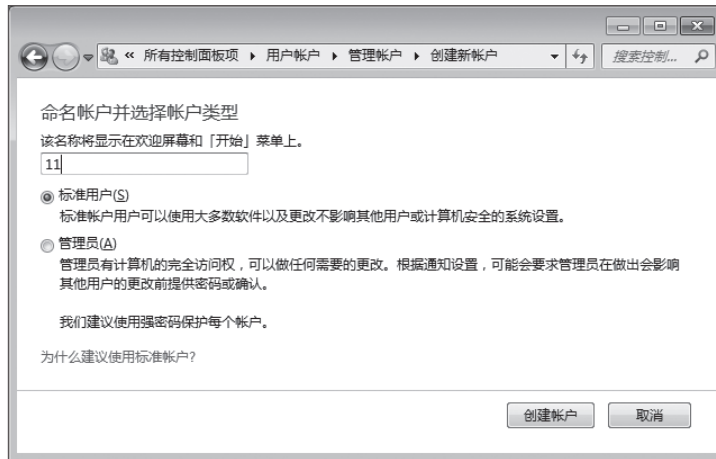 « 所有控制面板项 ▸ 用户帐户 ▸ 管理帐户 ▸ 创建新帐户
搜索控制...
命名帐户并选择帐户类型
该名称将显示在欢迎屏幕和「开始」菜单上。
11
标准用户(S)
标准帐户用户可以使用大多数软件以及更改不影响其他用户或计算机安全的系统设置。
管理员(A)
管理员有计算机的完全访问权，可以做任何需要的更改。根据通知设置，可能会要求管理员在做出会影响
其他用户的更改前提供密码或确认。
我们建议使用强密码保护每个帐户。
为什么建议使用标准帐户?
创建帐户
取消